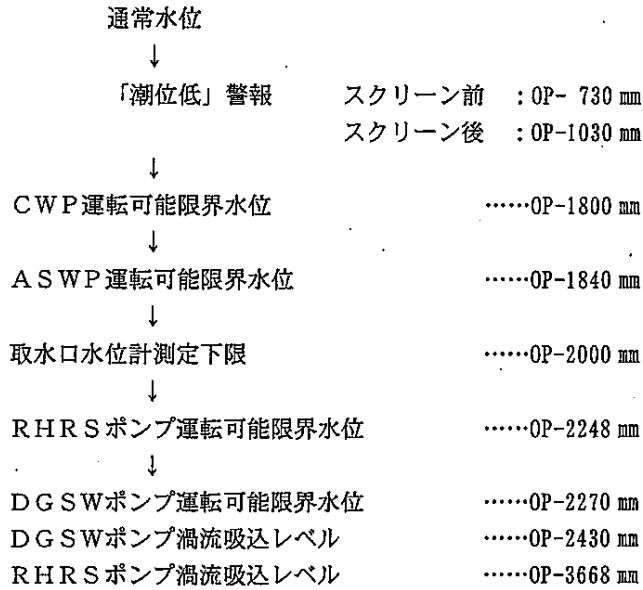 通常水位
↓
「潮位低」警報 スクリーン前 :OP- 730 ㎜
スクリーン後 :OP-1030 ㎜
↓
CWP運転可能限界水位 ……OP-1800 ㎜
↓
ASWP運転可能限界水位 ……OP-1840 ㎜
↓
取水口水位計測定下限 ……OP-2000 ㎜
↓
RHRSポンプ運転可能限界水位 ……OP-2248 ㎜
↓
DGSWポンプ運転可能限界水位 ……OP-2270 ㎜
DGSWポンプ渦流吸込レベル ……OP-2430 ㎜
RHRSポンプ渦流吸込レベル ……OP-3668 ㎜